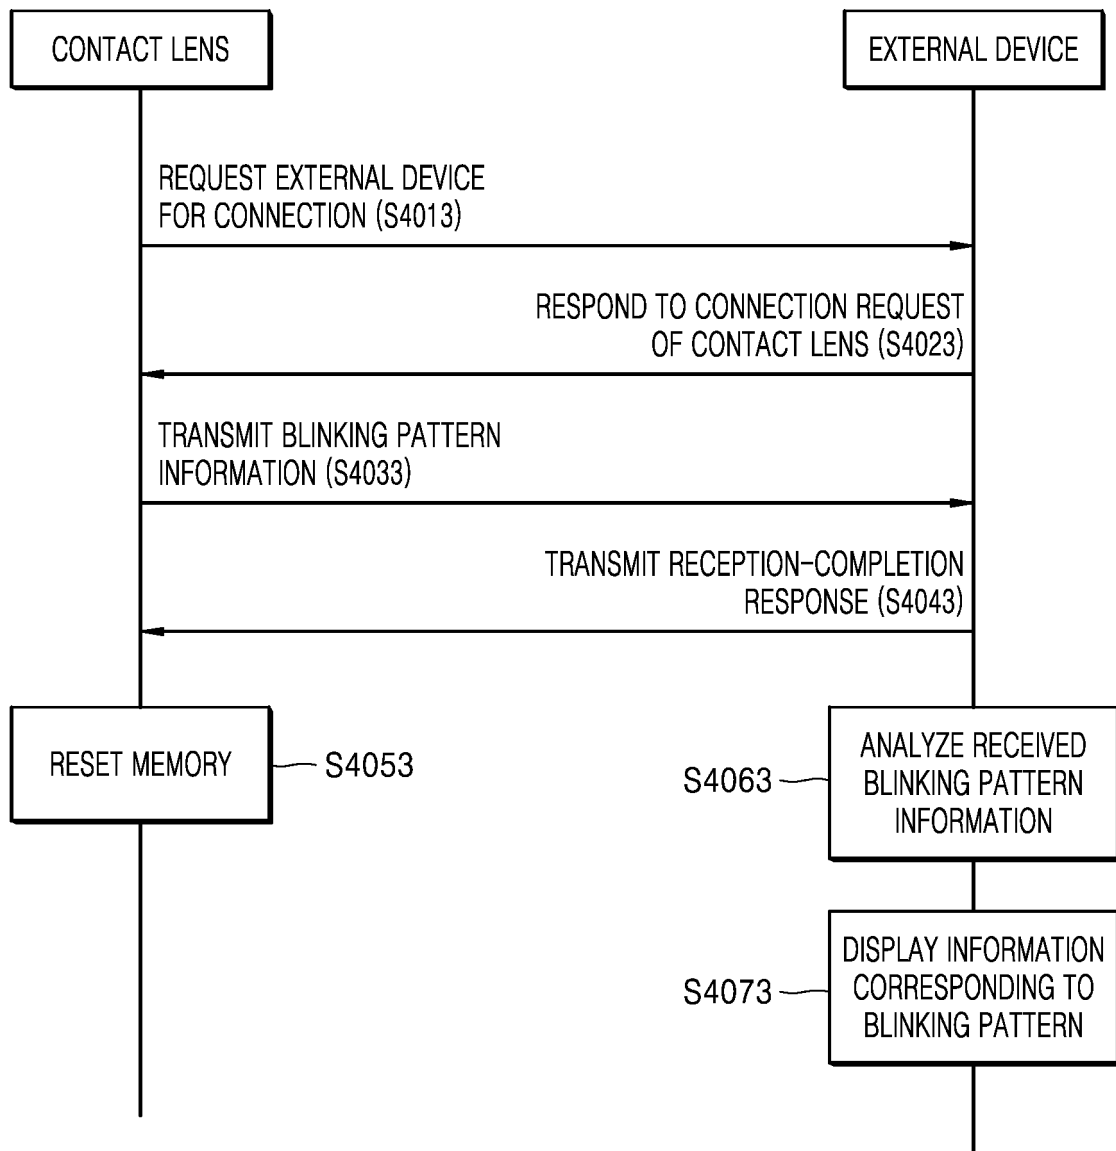 CONTACT LENS
EXTERNAL DEVICE
REQUEST EXTERNAL DEVICE
FOR CONNECTION (S4013)
RESPOND TO CONNECTION REQUEST
OF CONTACT LENS (S4023)
TRANSMIT BLINKING PATTERN
INFORMATION (S4033)
TRANSMIT RECEPTION-COMPLETION
RESPONSE (S4043)
RESET MEMORY
S4053
S4063
ANALYZE RECEIVED
BLINKING PATTERN
INFORMATION
S4073
DISPLAY INFORMATION
CORRESPONDING TO
BLINKING PATTERN